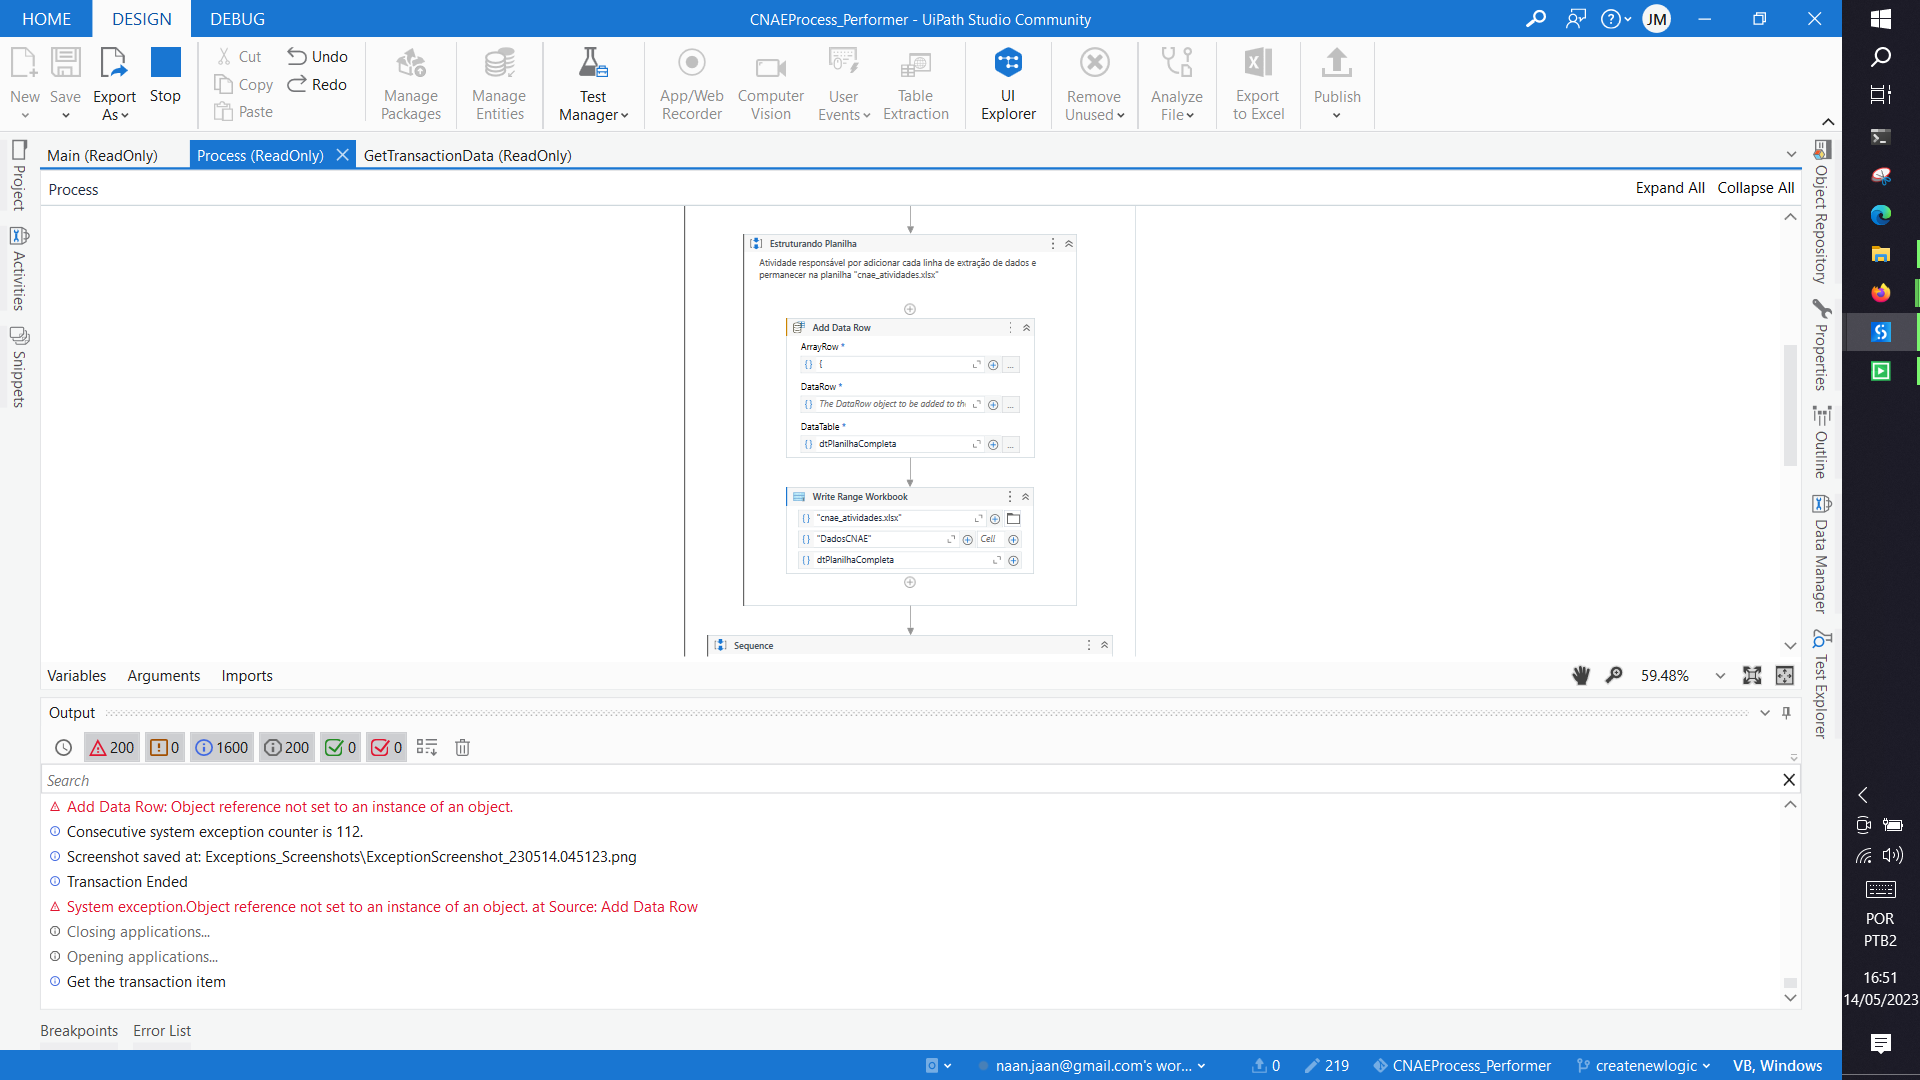 HOME DESIGN DEBUG
CNAEProcess_Performer - UiPath Studio Community
JM
New
Save
Export As
Stop
Cut
Copy
Paste
Undo
Redo
Manage Packages
Manage Entities
Test Manager
App/Web Recorder
Computer Vision
User Events
Table Extraction
UI Explorer
Remove Unused
Analyze File
Export to Excel
Publish
Project
Activities
Snippets
Main (ReadOnly)
Process (ReadOnly)
GetTransactionData (ReadOnly)
Process
Expand All Collapse All
Estruturando Planilha
Atividade responsável por adicionar cada linha de extração de dados e
permanecer na planilha "cnae_atividades.xlsx"
Add Data Row
ArrayRow *
{
...
DataRow *
The DataRow object to be added to th
...
DataTable *
dtPlanilhaCompleta
...
Write Range Workbook
"cnae_atividades.xlsx"
"DadosCNAE"
Cell
dtPlanilhaCompleta
Sequence
Variables Arguments Imports
59.48%
Object Repository
Properties
Outline
Data Manager
Test Explorer
Output
200 0 1600 200 0 0
Search
Add Data Row: Object reference not set to an instance of an object.
Consecutive system exception counter is 112.
Screenshot saved at: Exceptions_Screenshots\ExceptionScreenshot_230514.045123.png
Transaction Ended
System exception.Object reference not set to an instance of an object. at Source: Add Data Row
Closing applications...
Opening applications...
Get the transaction item
Breakpoints Error List
naan.jaan@gmail.com's wor...
0
219
CNAEProcess_Performer
createnewlogic
VB, Windows
POR
PTB2
16:51
14/05/2023